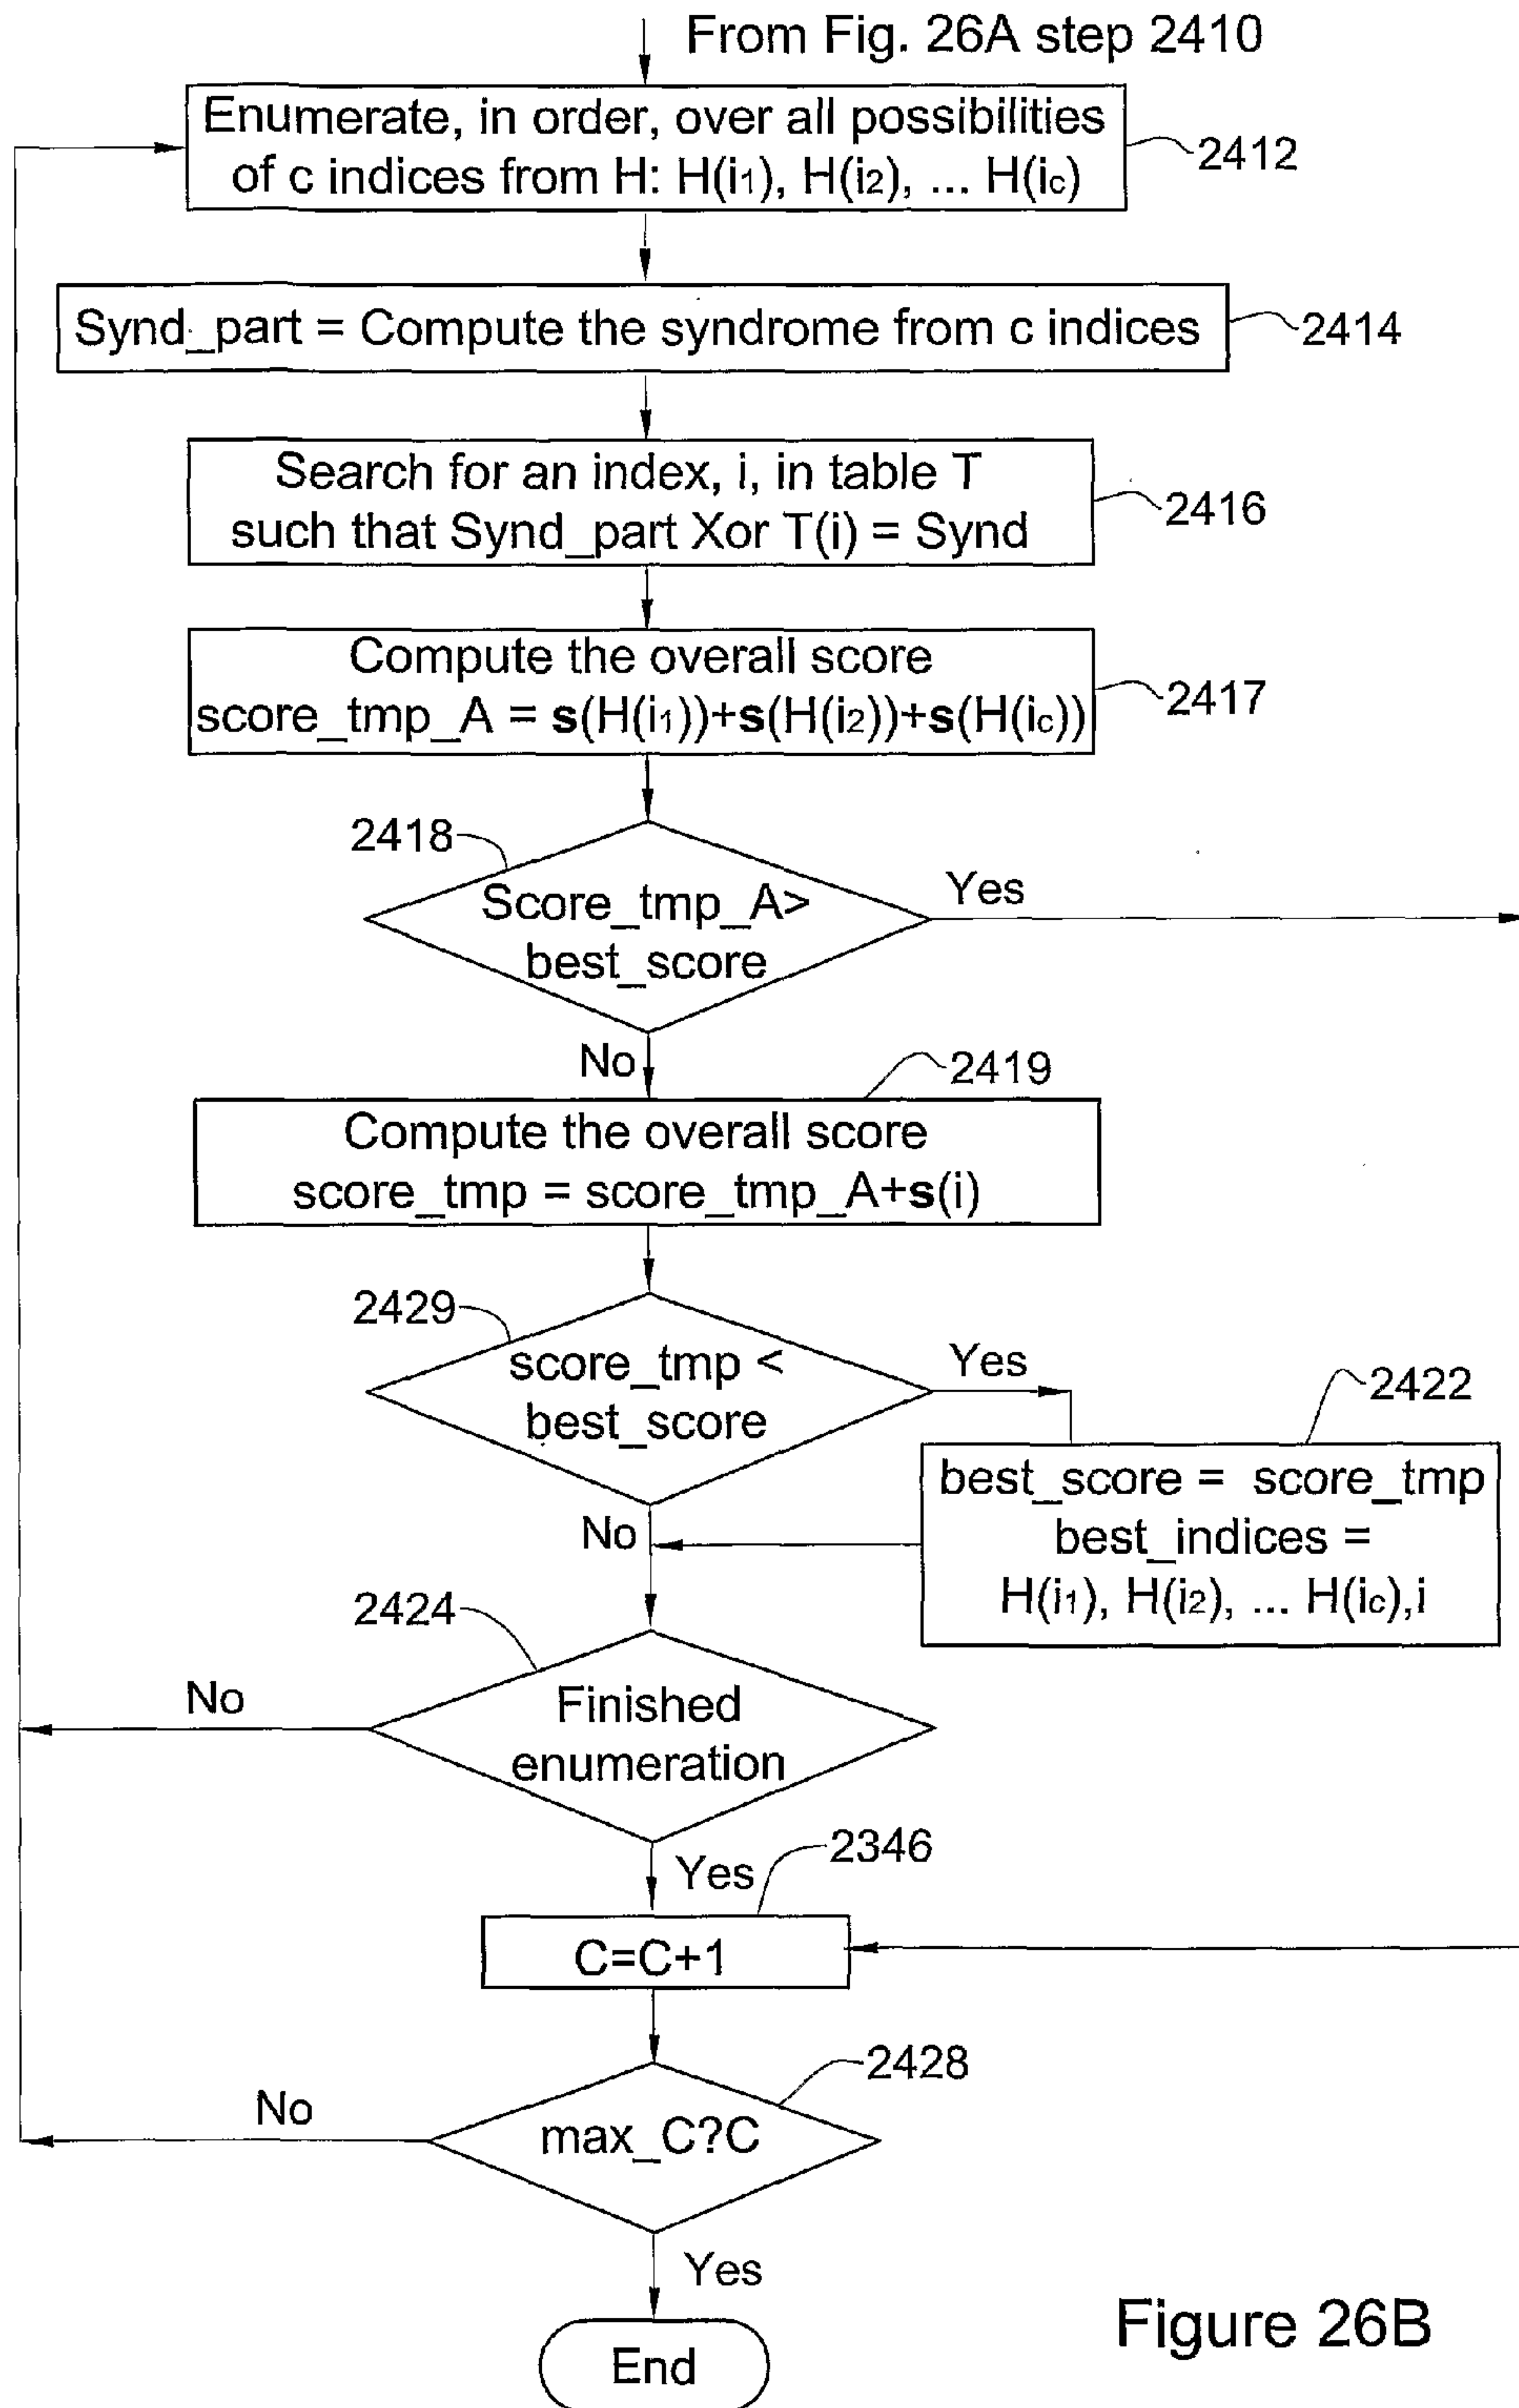 From Fig. 26A step 2410
Enumerate, in order, over all possibilities
of c indices from H: H(i1), H(i2), ... H(ic)
2412
Synd_part = Compute the syndrome from c indices
2414
Search for an index, i, in table T
such that Synd_part Xor T(i) = Synd
2416
Compute the overall score
score_tmp_A = s(H(i1))+s(H(i2))+s(H(ic))
2417
2418
Score_tmp_A>
best_score
Yes
No
2419
Compute the overall score
score_tmp = score_tmp_A+s(i)
2429
score_tmp <
best_score
Yes
2422
best_score = score_tmp
best_indices =
H(i1), H(i2), ... H(ic),i
No
2424
Finished
enumeration
No
Yes
2346
C=C+1
2428
max_C?C
No
Yes
End
Figure 26B